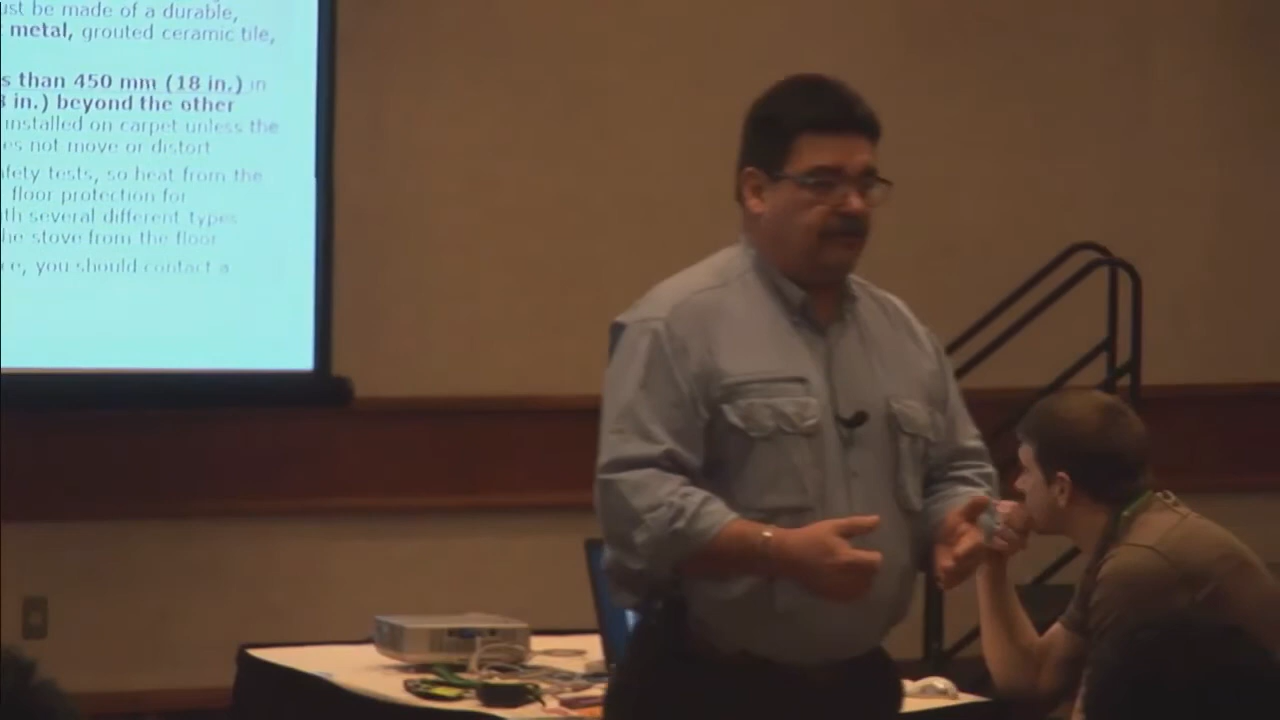 ust be made of a durable,
metal, grouted ceramic tile,
s than 450 mm (18 in.) in
in.) beyond the other
installed on carpet unless the
es not move or distort
fety tests, so heat from the
floor protection for
th several different types
he stove from the floor
ce, you should contact a